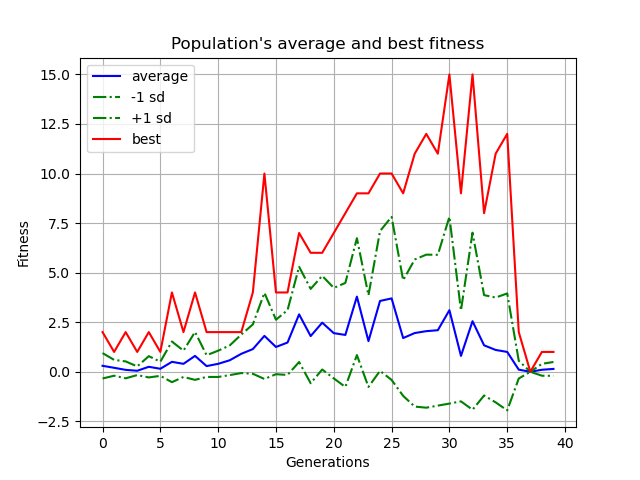 Population's average and best fitness
average
-1 sd
+1 sd
best
Fitness
15.0
12.5
10.0
7.5
5.0
2.5
0.0
−2.5
0 5 10 15 20 25 30 35 40
Generations